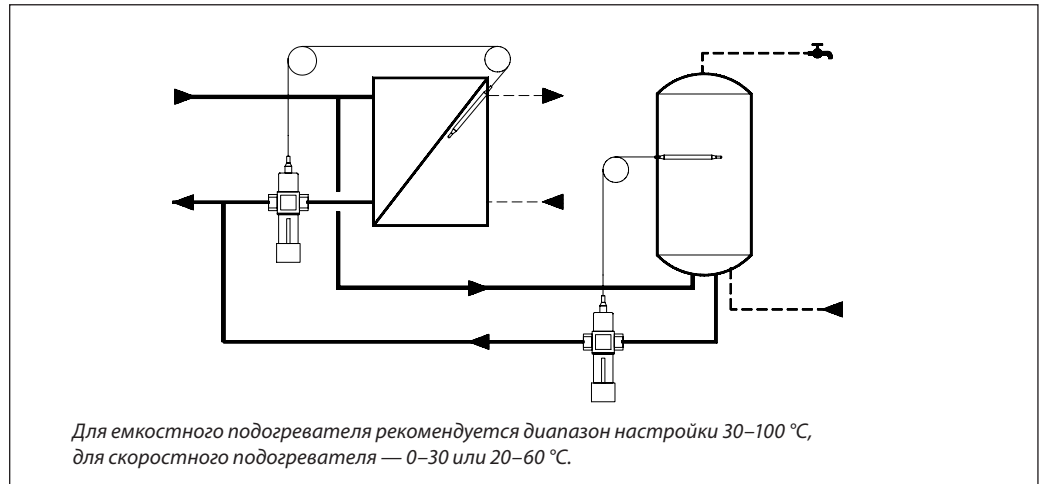 Для емкостного подогревателя рекомендуется диапазон настройки 30–100 °C,
для скоростного подогревателя — 0–30 или 20–60 °C.